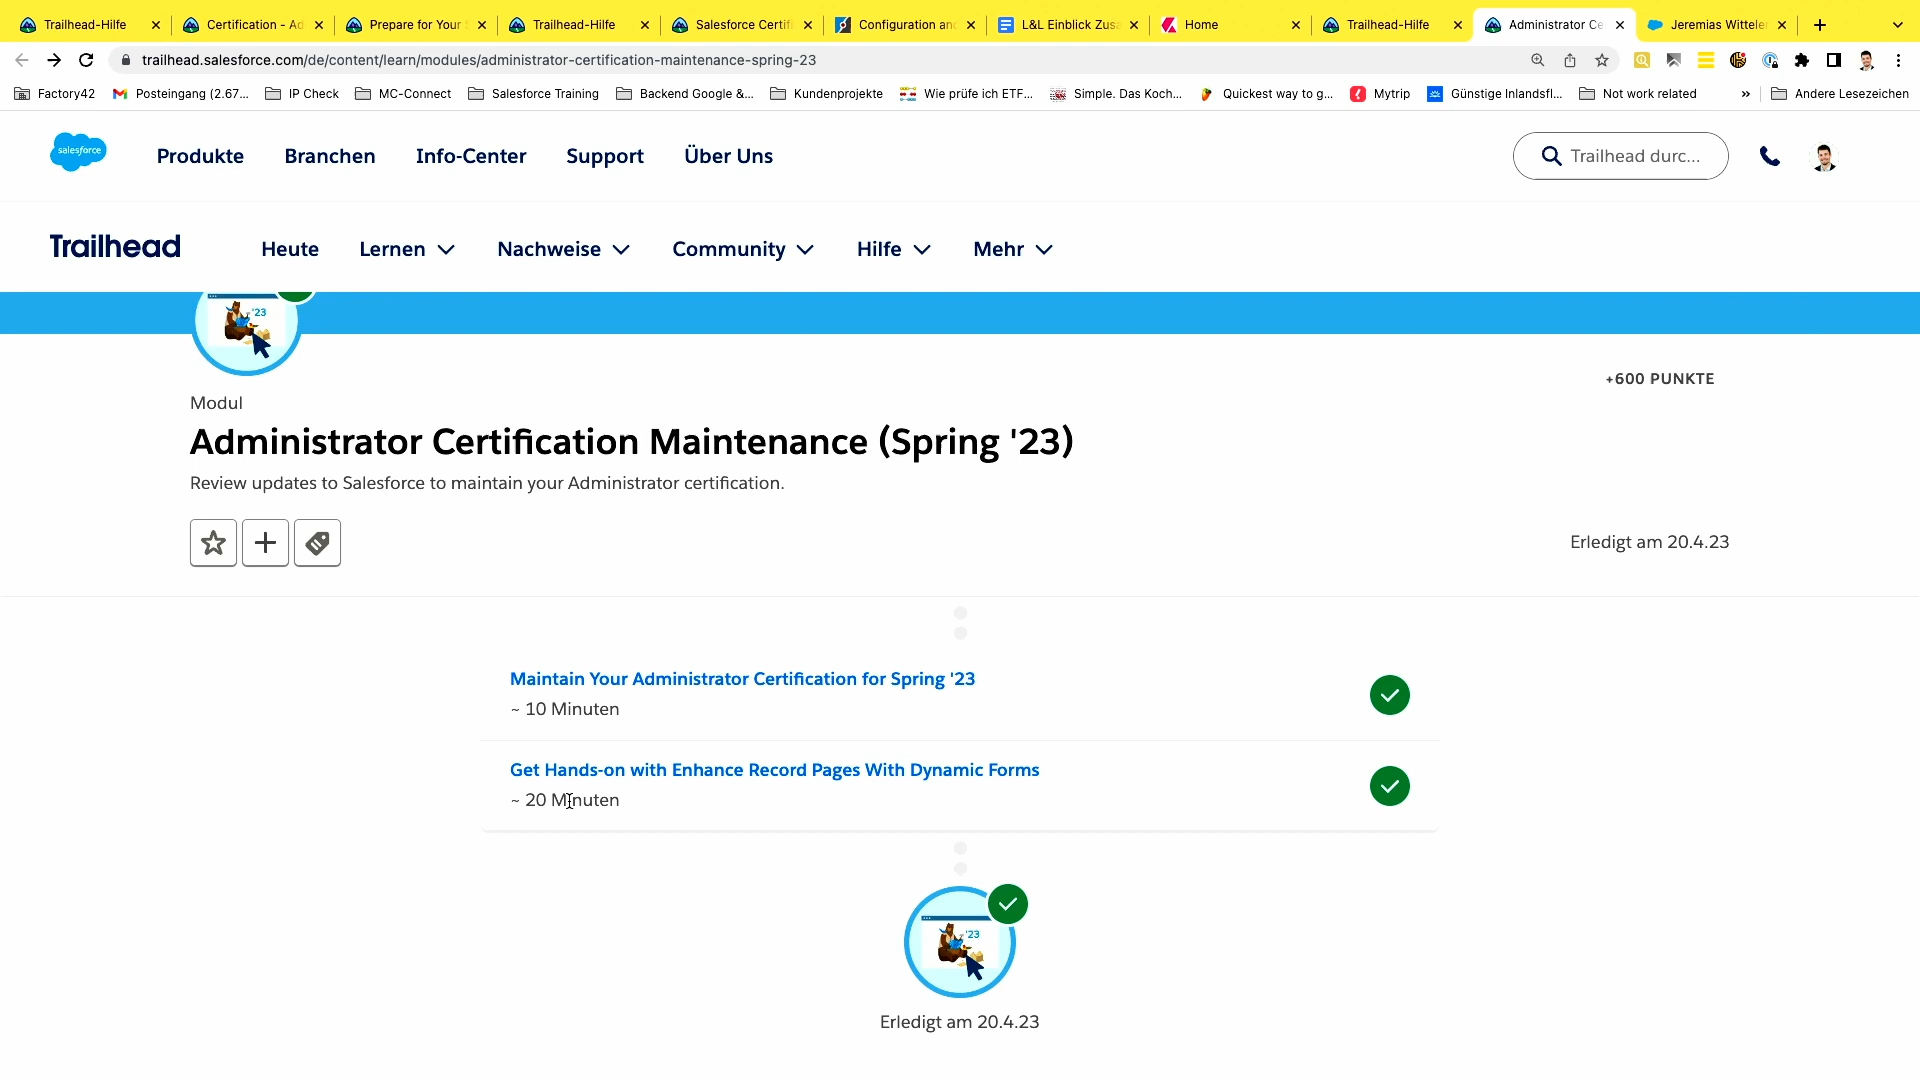 Trailhead-Hilfe
Certification - Ad
Prepare for Your
Trailhead-Hilfe
Salesforce Certifi
Configuration and
L&L Einblick Zusa
Home
Trailhead-Hilfe
Administrator Ce
Jeremias Wittele
trailhead.salesforce.com/de/content/learn/modules/administrator-certification-maintenance-spring-23
Factory42
Posteingang (2.67...
IP Check
MC-Connect
Salesforce Training
Backend Google &...
Kundenprojekte
Wie prüfe ich ETF...
Simple. Das Koch...
Quickest way to g...
Mytrip
Günstige Inlandsfl...
Not work related
»
Andere Lesezeichen
salesforce
Produkte
Branchen
Info-Center
Support
Über Uns
Trailhead durc...
Trailhead
Heute
Lernen
Nachweise
Community
Hilfe
Mehr
'23
+600 PUNKTE
Modul
Administrator Certification Maintenance (Spring '23)
Review updates to Salesforce to maintain your Administrator certification.
Erledigt am 20.4.23
Maintain Your Administrator Certification for Spring '23
~ 10 Minuten
Get Hands-on with Enhance Record Pages With Dynamic Forms
~ 20 Minuten
'23
Erledigt am 20.4.23